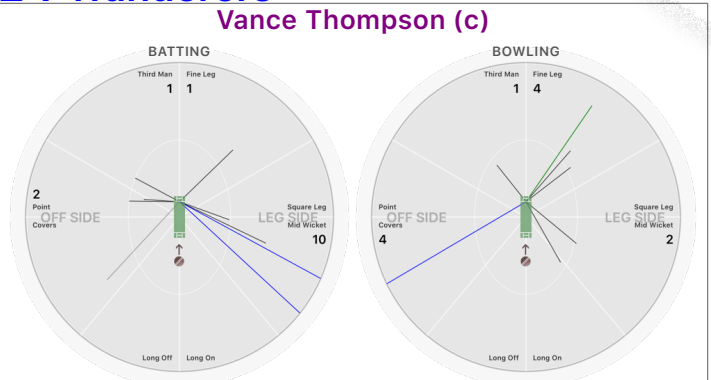 Vance Thompson (c)
BATTING
Third Man
1
Fine Leg
1
2
Point
Covers
OFF SIDE
LEG SIDE
Square Leg
Mid Wicket
10
Long Off
Long On
BOWLING
Third Man
1
Fine Leg
4
Point
Covers
4
OFF SIDE
LEG SIDE
Square Leg
Mid Wicket
2
Long Off
Long On